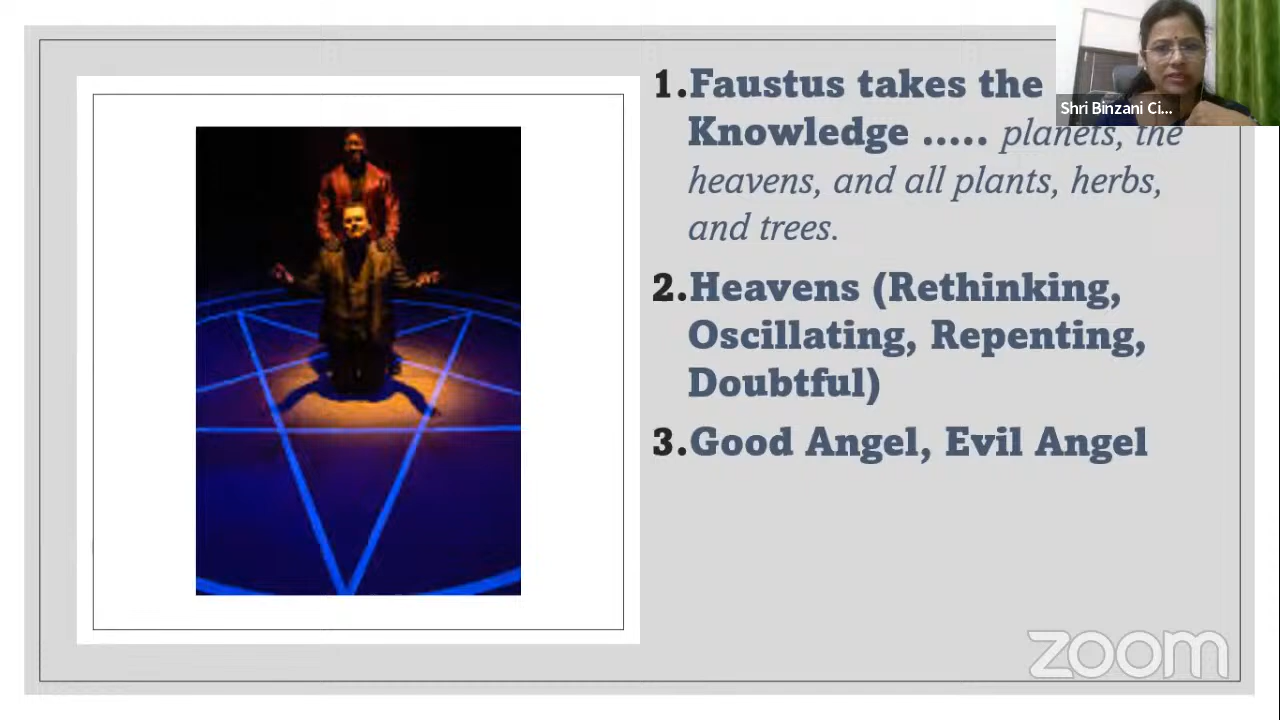 1.Faustus takes the
Knowledge ..... planets, the
heavens, and all plants, herbs,
and trees.
2.Heavens (Rethinking,
Oscillating, Repenting,
Doubtful)
3.Good Angel, Evil Angel
Shri Binzani Ci...
zoom